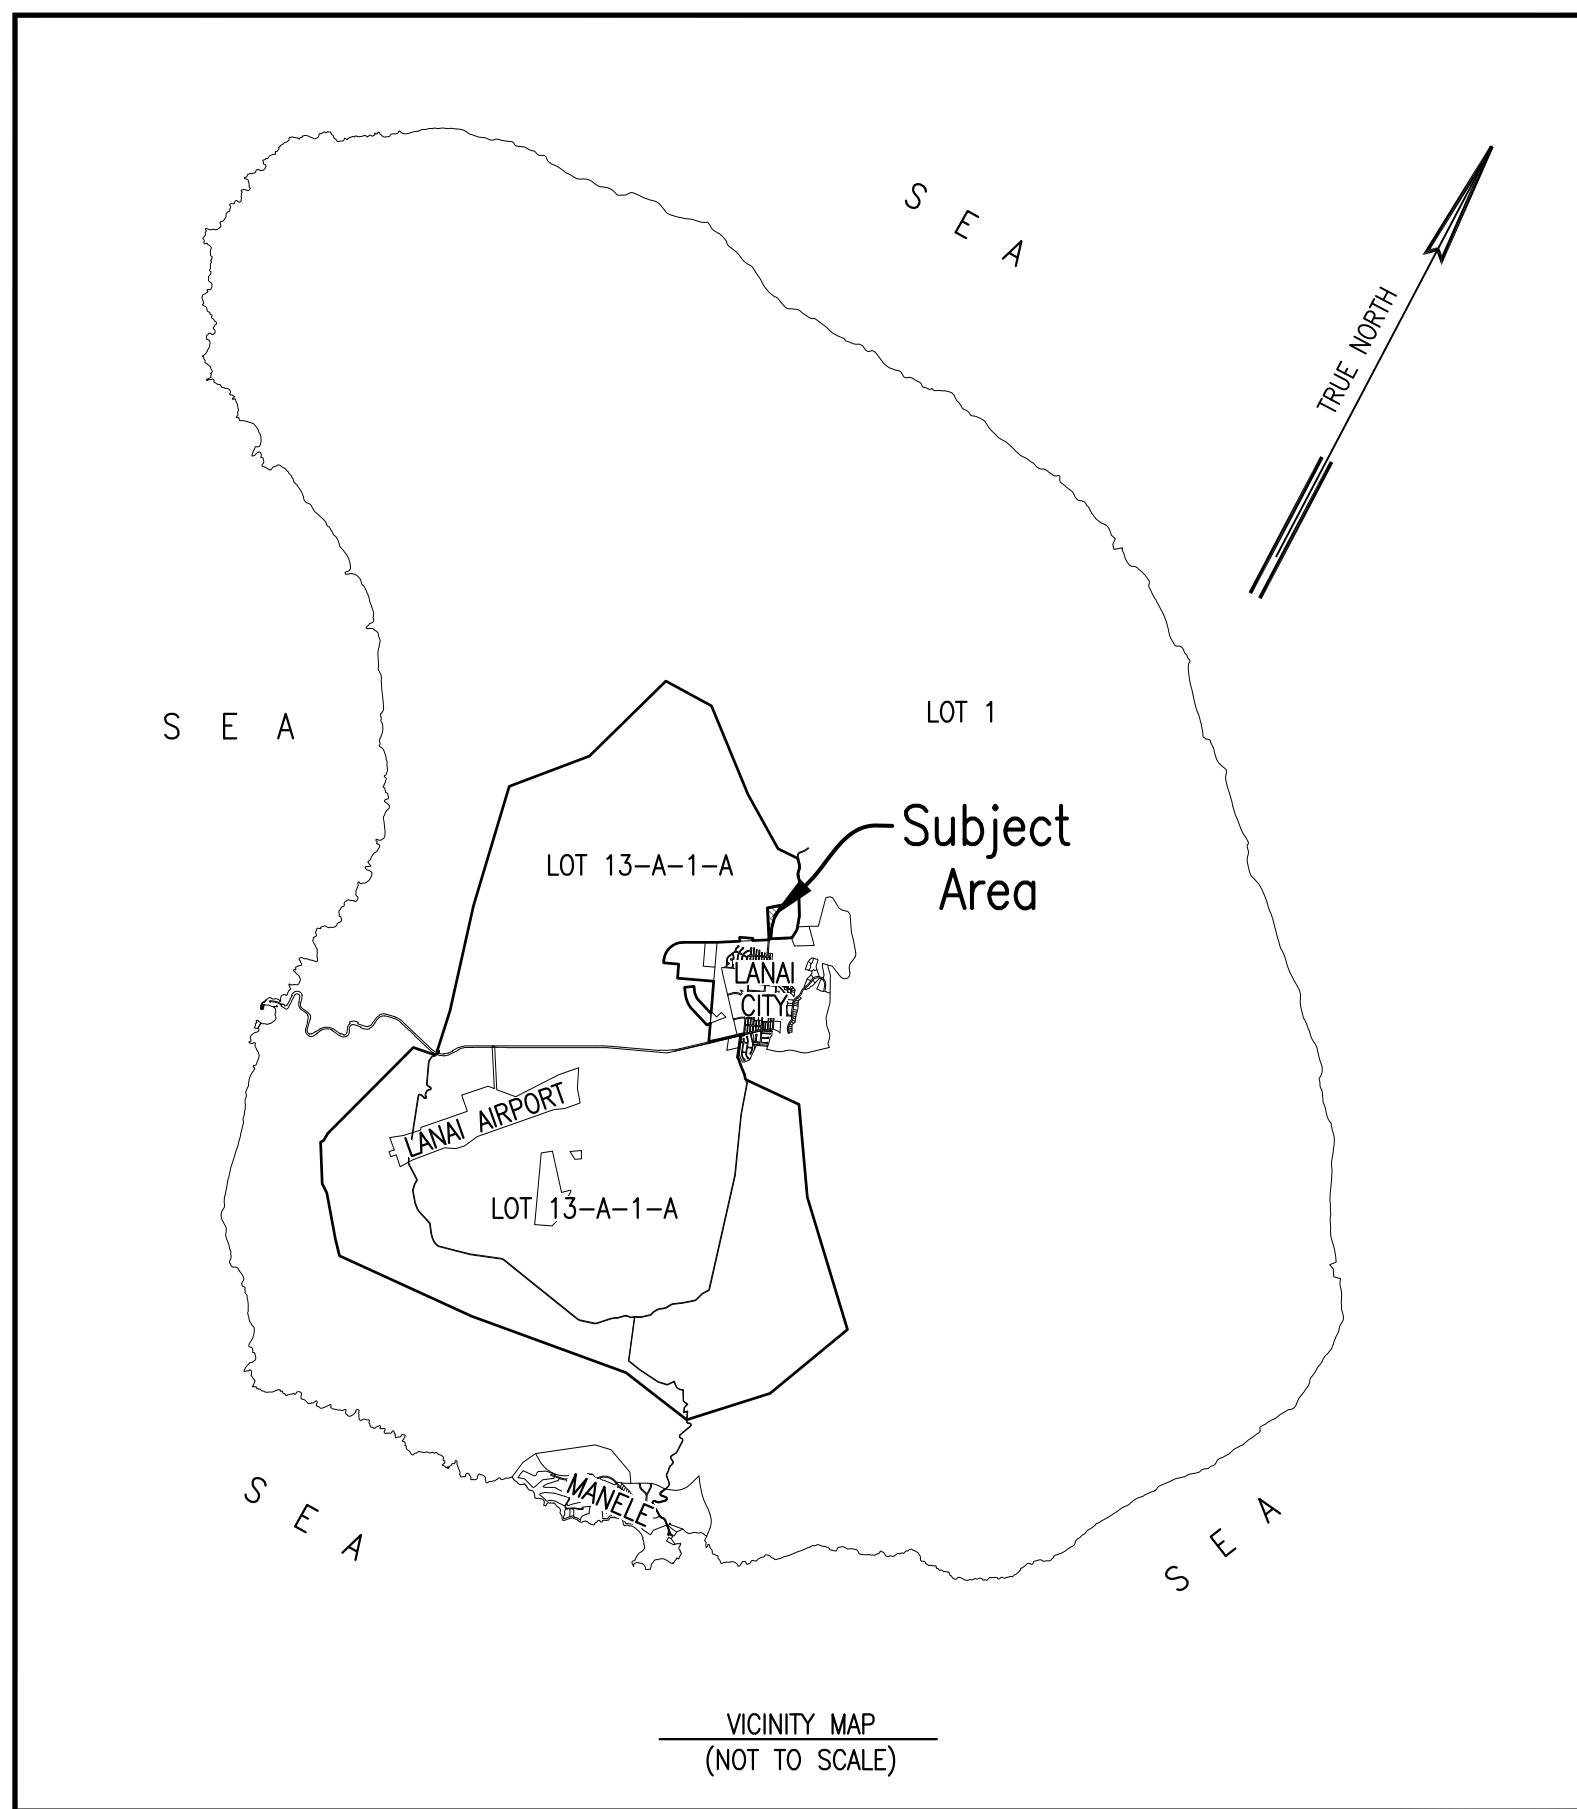 S E A
TRUE NORTH
S E A
LOT 1
Subject
Area
LOT 13-A-1-A
LANAI
CITY
LANAI AIRPORT
LOT 13-A-1-A
MANELE
S E A
S E A
VICINITY MAP
(NOT TO SCALE)